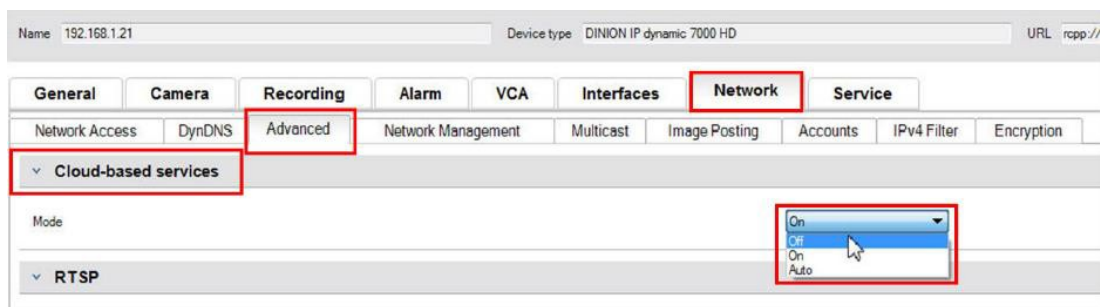 Name 192.168.1.21 Device type DINION IP dynamic 7000 HD URL rcpp://
General Camera Recording Alarm VCA Interfaces Network Service
Network Access DynDNS Advanced Network Management Multicast Image Posting Accounts IPv4 Filter Encryption
Cloud-based services
Mode On
Off
On
Auto
RTSP